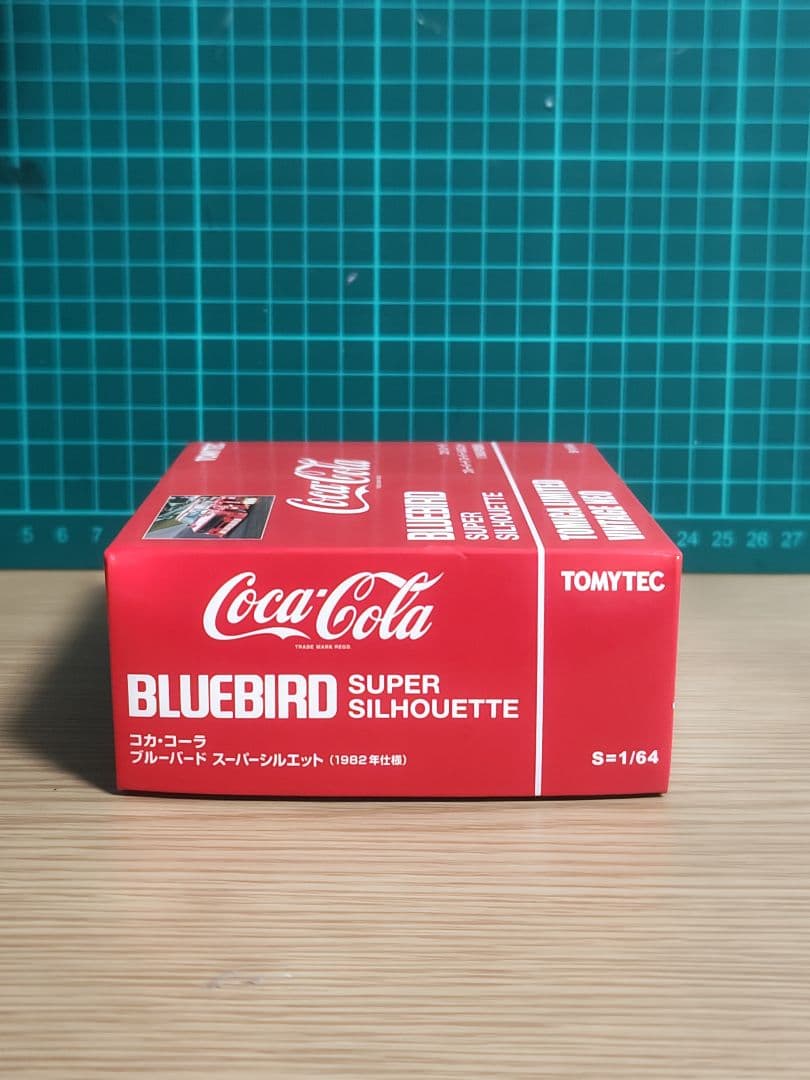 5 6 7
24 25 26 27
TOMYTEC
Coca-Cola
BLUEBIRD
SUPER
SILHOUETTE
TOMICA LIMITED
VINTAGE NEO
Coca-Cola
TRADE MARK REGD.
BLUEBIRD SUPER
SILHOUETTE
コカ・コーラ
ブルーバード スーパーシルエット（1982年仕様）
TOMYTEC
S=1/64